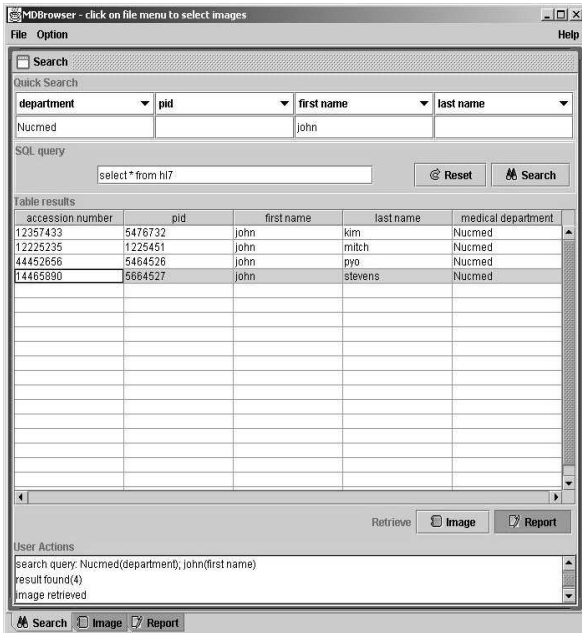 MDBrowser - click on file menu to select images
File Option Help
Search
Quick Search
department pid first name last name
Nucmed john
SQL query
select * from hl7 Reset Search
Table results
accession number pid first name last name medical department
12357433 5476732 john kim Nucmed
12225235 1225451 john mitch Nucmed
44452656 5464526 john pyo Nucmed
14465890 5664527 john stevens Nucmed
Retrieve Image Report
User Actions
search query: Nucmed(department); john(first name)
result found(4)
image retrieved
Search Image Report